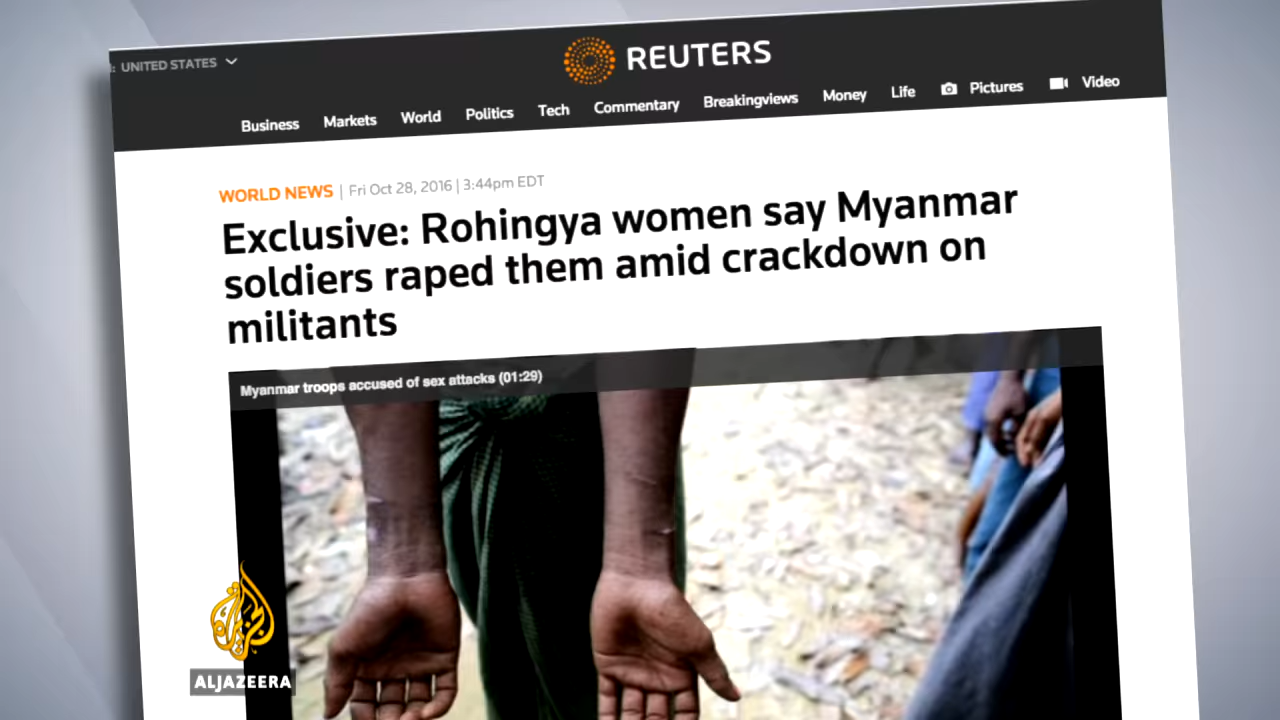 UNITED STATES
REUTERS
Business Markets World Politics Tech Commentary Breakingviews Money Life Pictures Video
WORLD NEWS | Fri Oct 28, 2016 | 3:44pm EDT
Exclusive: Rohingya women say Myanmar
soldiers raped them amid crackdown on
militants
Myanmar troops accused of sex attacks (01:29)
الجزيرة
ALJAZEERA